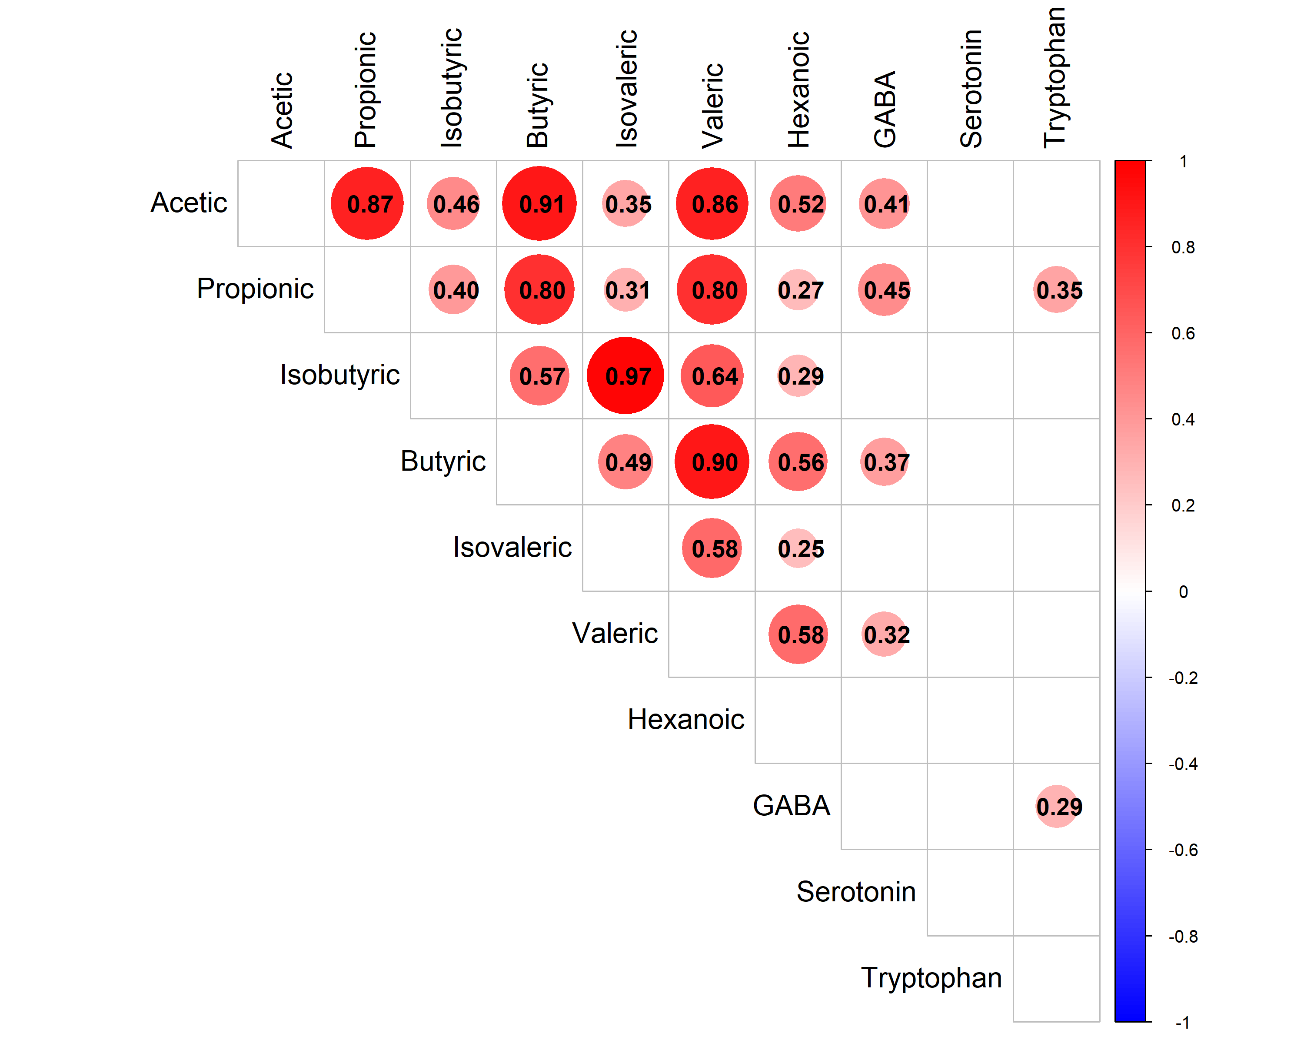 Acetic Propionic Isobutyric Butyric Isovaleric Valeric Hexanoic GABA Serotonin Tryptophan
Acetic 0.87 0.46 0.91 0.35 0.86 0.52 0.41
Propionic 0.40 0.80 0.31 0.80 0.27 0.45 0.35
Isobutyric 0.57 0.97 0.64 0.29
Butyric 0.49 0.90 0.56 0.37
Isovaleric 0.58 0.25
Valeric 0.58 0.32
Hexanoic
GABA 0.29
Serotonin
Tryptophan
1
0.8
0.6
0.4
0.2
0
-0.2
-0.4
-0.6
-0.8
-1